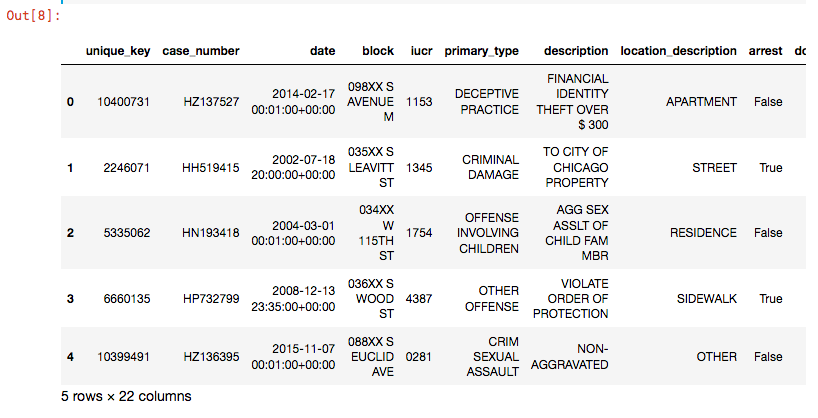 Out[8]:
unique_key case_number date block iucr primary_type description location_description arrest do
0 10400731 HZ137527 2014-02-17 00:01:00+00:00 098XX S AVENUE M 1153 DECEPTIVE PRACTICE FINANCIAL IDENTITY THEFT OVER $ 300 APARTMENT False
1 2246071 HH519415 2002-07-18 20:00:00+00:00 035XX S LEAVITT ST 1345 CRIMINAL DAMAGE TO CITY OF CHICAGO PROPERTY STREET True
2 5335062 HN193418 2004-03-01 00:01:00+00:00 034XX W 115TH ST 1754 OFFENSE INVOLVING CHILDREN AGG SEX ASSLT OF CHILD FAM MBR RESIDENCE False
3 6660135 HP732799 2008-12-13 23:35:00+00:00 036XX S WOOD ST 4387 OTHER OFFENSE VIOLATE ORDER OF PROTECTION SIDEWALK True
4 10399491 HZ136395 2015-11-07 00:01:00+00:00 088XX S EUCLID AVE 0281 CRIM SEXUAL ASSAULT NON-AGGRAVATED OTHER False
5 rows × 22 columns